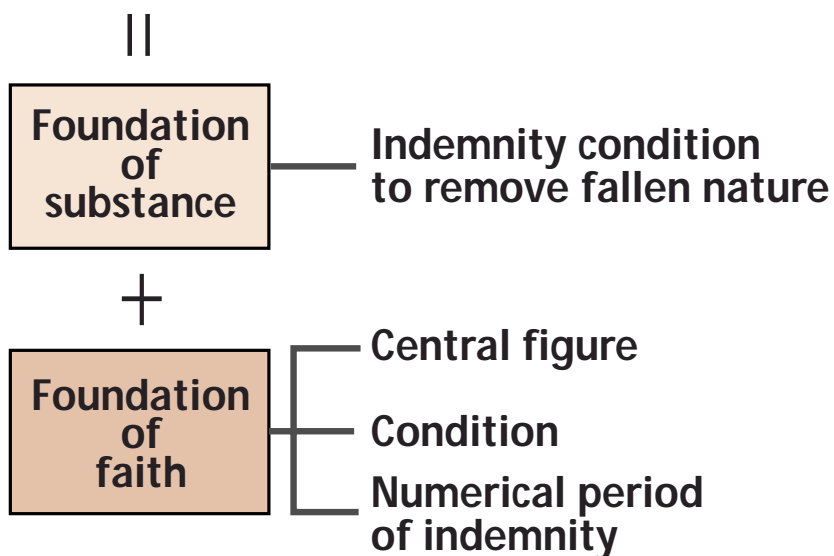 =
Foundation
of
substance
Indemnity condition
to remove fallen nature
+
Foundation
of
faith
Central figure
Condition
Numerical period
of indemnity